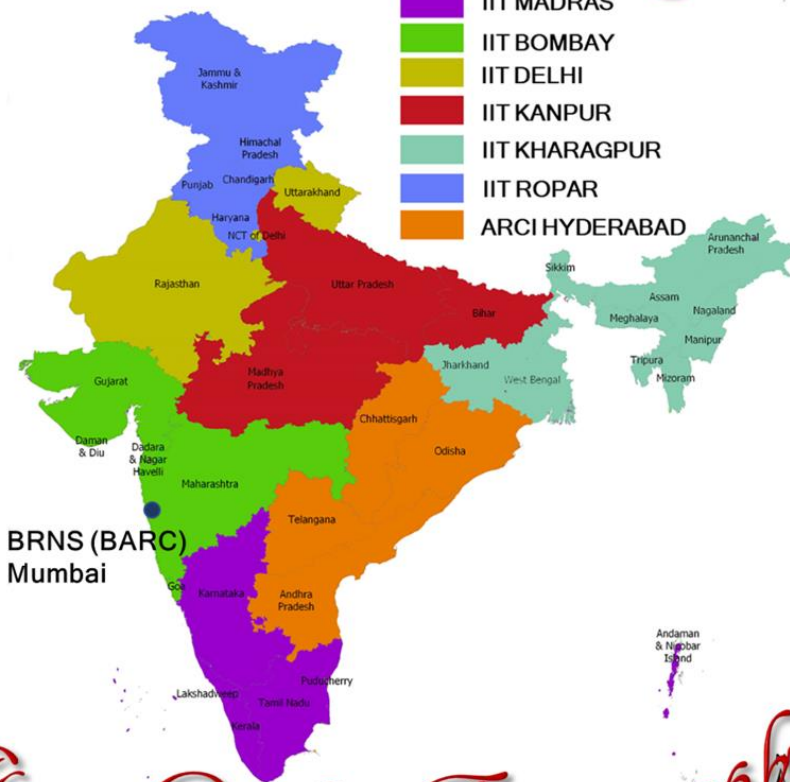 IIT MADRAS
IIT BOMBAY
IIT DELHI
IIT KANPUR
IIT KHARAGPUR
IIT ROPAR
ARCI HYDERABAD
Jammu &
Kashmir
Himachal
Pradesh
Punjab
Chandigarh
Uttarakhand
Haryana
NCT of Delhi
Rajasthan
Uttar Pradesh
Bihar
Sikkim
Arunanchal
Pradesh
Assam
Nagaland
Meghalaya
Manipur
Tripura
Mizoram
Gujarat
Madhya
Pradesh
Jharkhand
West Bengal
Chhattisgarh
Odisha
Daman
& Diu
Dadara
& Nagar
Havelli
Maharashtra
Telangana
BRNS (BARC)
Mumbai
Goa
Karnataka
Andhra
Pradesh
Andaman
& Nicobar
Island
Lakshadweep
Puducherry
Tamil Nadu
Kerala